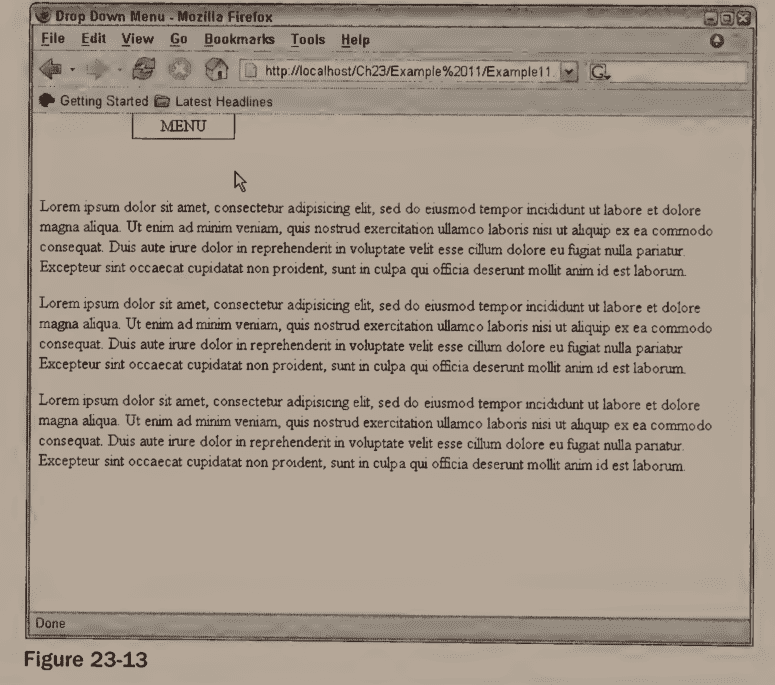 Drop Down Menu - Mozilla Firefox
File Edit View Go Bookmarks Tools Help
http://localhost/Ch23/Example%2011/Example11.
Getting Started Latest Headlines
MENU
Lorem ipsum dolor sit amet, consectetur adipisicing elit, sed do eiusmod tempor incididunt ut labore et dolore
magna aliqua. Ut enim ad minim veniam, quis nostrud exercitation ullamco laboris nisi ut aliquip ex ea commodo
consequat. Duis aute irure dolor in reprehenderit in voluptate velit esse cillum dolore eu fugiat nulla pariatur.
Excepteur sint occaecat cupidatat non proident, sunt in culpa qui officia deserunt mollit anim id est laborum.
Lorem ipsum dolor sit amet, consectetur adipisicing elit, sed do eiusmod tempor incididunt ut labore et dolore
magna aliqua. Ut enim ad minim veniam, quis nostrud exercitation ullamco laboris nisi ut aliquip ex ea commodo
consequat. Duis aute irure dolor in reprehenderit in voluptate velit esse cillum dolore eu fugiat nulla pariatur
Excepteur sint occaecat cupidatat non proident, sunt in culpa qui officia deserunt mollit anim id est laborum.
Lorem ipsum dolor sit amet, consectetur adipisicing elit, sed do eiusmod tempor incididunt ut labore et dolore
magna aliqua. Ut enim ad minim veniam, quis nostrud exercitation ullamco laboris nisi ut aliquip ex ea commodo
consequat. Duis aute irure dolor in reprehenderit in voluptate velit esse cillum dolore eu fugiat nulla pariatur.
Excepteur sint occaecat cupidatat non proident, sunt in culpa qui officia deserunt mollit anim id est laborum.
Done
Figure 23-13